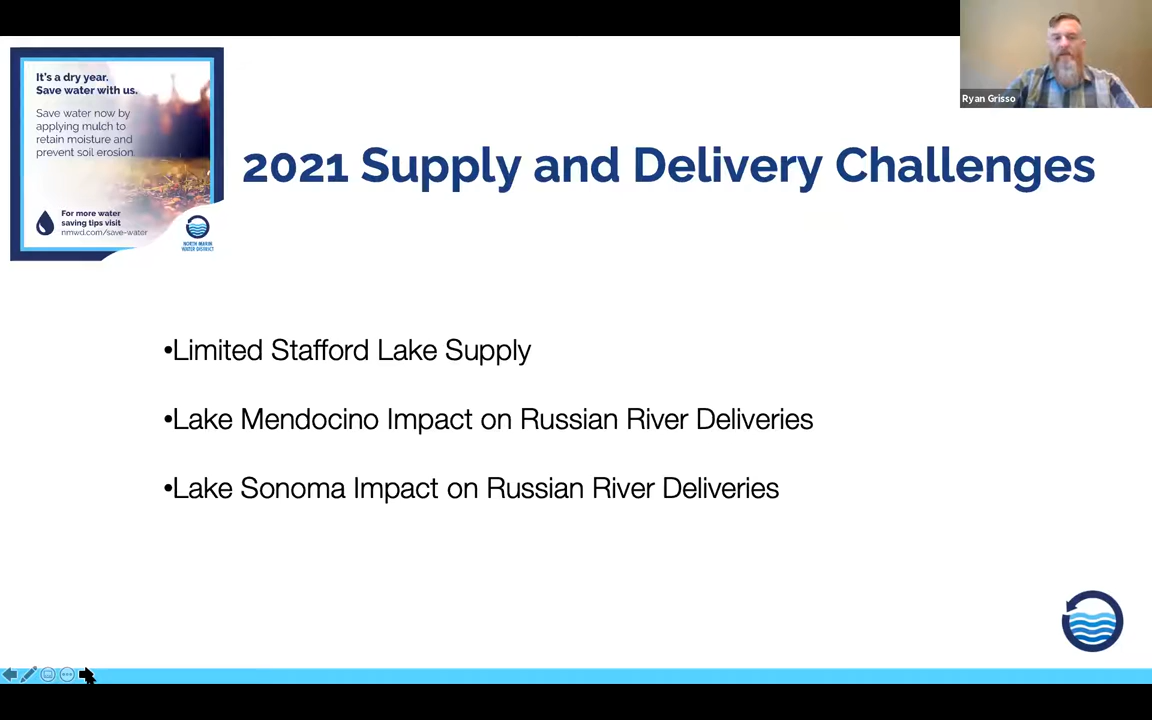 It's a dry year.
Save water with us.
Save water now by
applying mulch to
retain moisture and
prevent soil erosion.
For more water
saving tips visit
nmwd.com/save-water
NORTH MARIN
WATER DISTRICT
Ryan Grisso
2021 Supply and Delivery Challenges
•Limited Stafford Lake Supply
•Lake Mendocino Impact on Russian River Deliveries
•Lake Sonoma Impact on Russian River Deliveries